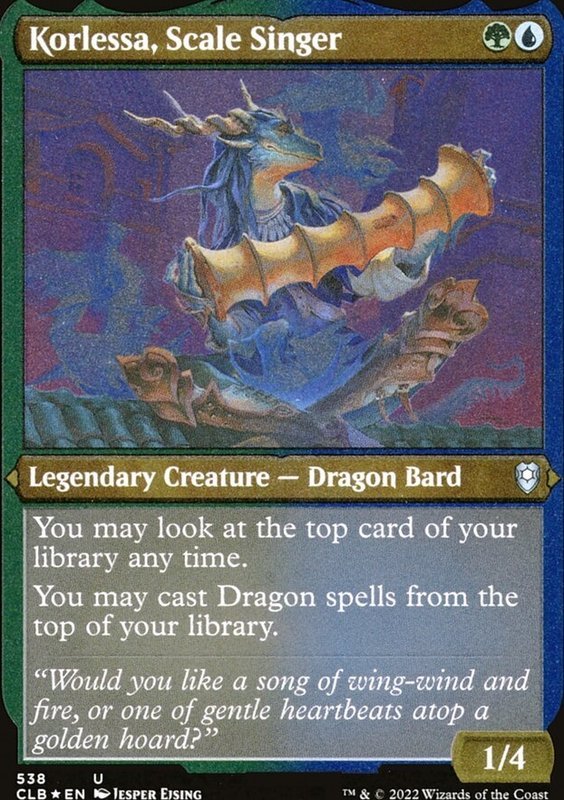 Korlessa, Scale Singer
Legendary Creature — Dragon Bard
You may look at the top card of your
library any time.
You may cast Dragon spells from the
top of your library.
“Would you like a song of wing-wind and
fire, or one of gentle heartbeats atop a
golden hoard?”
1/4
538 U
CLB★EN Jesper Eising
™ & © 2022 Wizards of the Coast